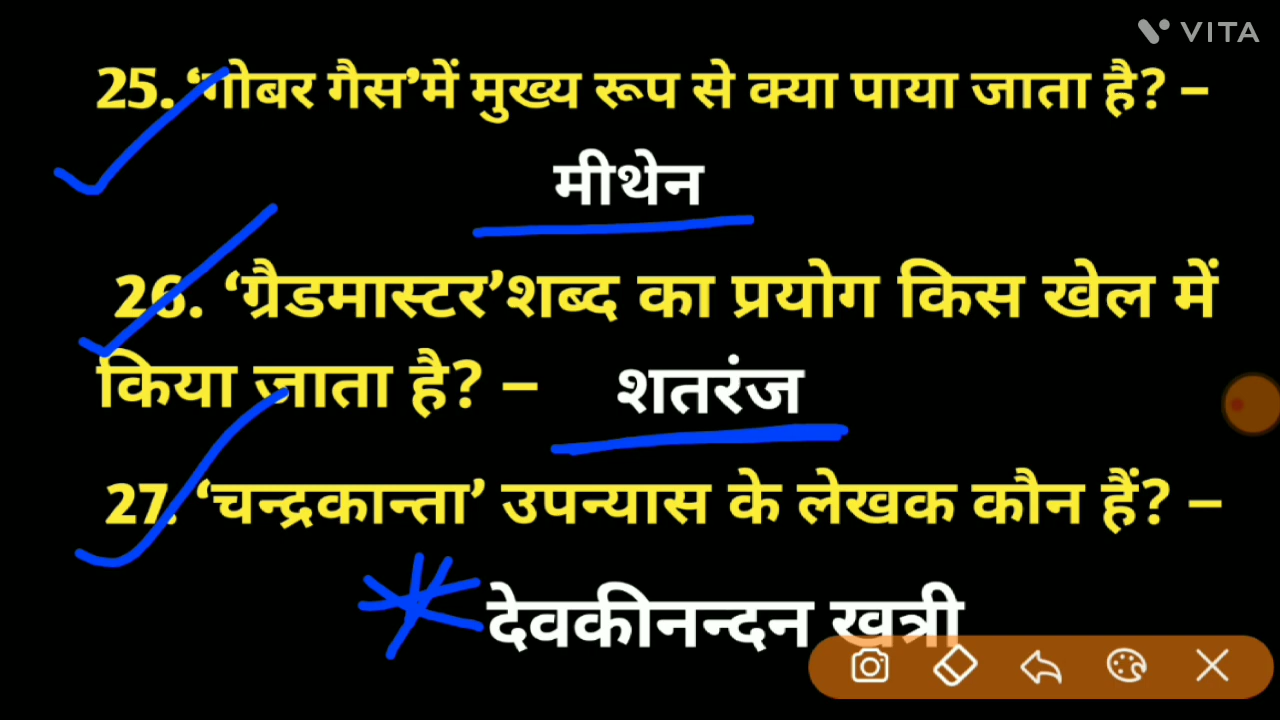 VITA
25. ‘गोबर गैस’में मुख्य रूप से क्या पाया जाता है? –
मीथेन
26. ‘ग्रैडमास्टर’शब्द का प्रयोग किस खेल में
किया जाता है? – शतरंज
27. ‘चन्द्रकान्ता’ उपन्यास के लेखक कौन हैं? –
देवकीनन्दन खत्री